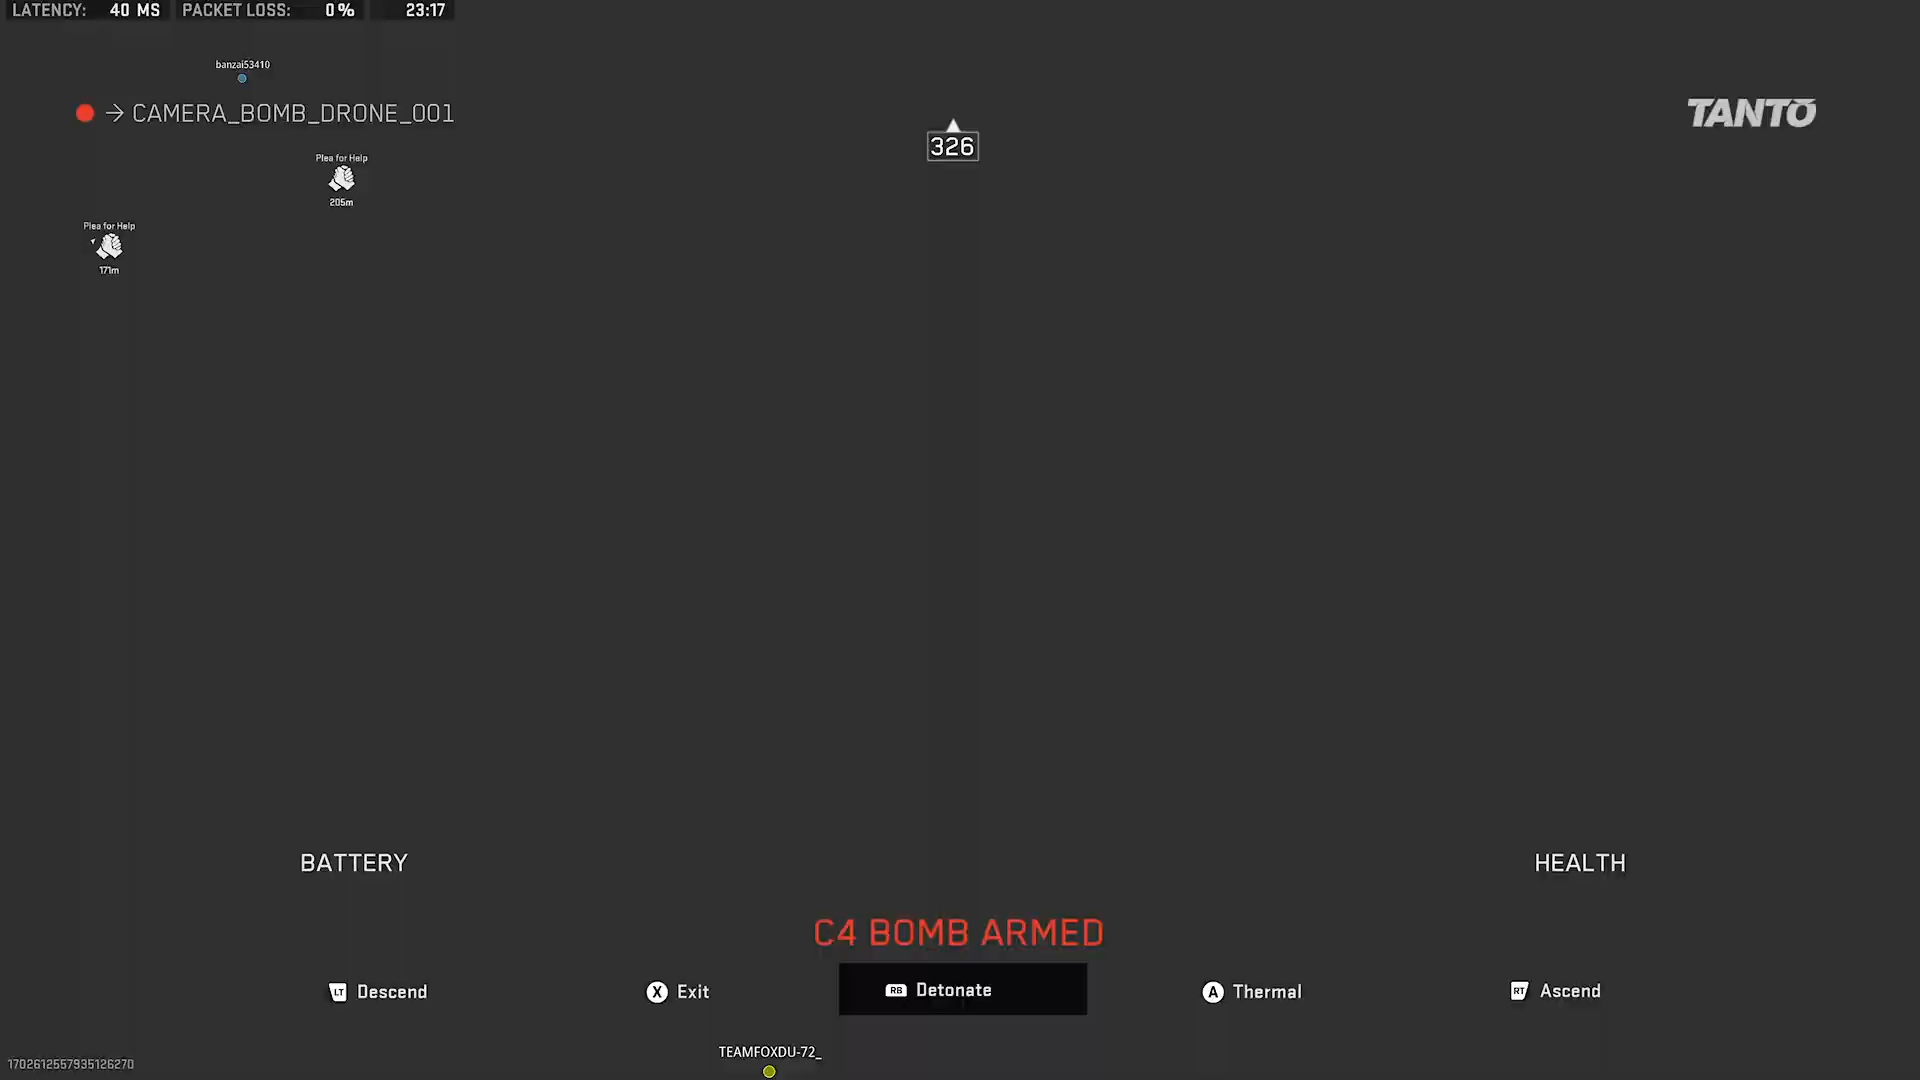 LATENCY: 40 MS PACKET LOSS: 0% 23:17
banzai53410
CAMERA_BOMB_DRONE_001
TANTO
326
Plea for Help
205m
Plea for Help
171m
BATTERY
HEALTH
C4 BOMB ARMED
LT Descend
X Exit
RB Detonate
A Thermal
RT Ascend
TEAMFOXDU-72_
1702612557935126270